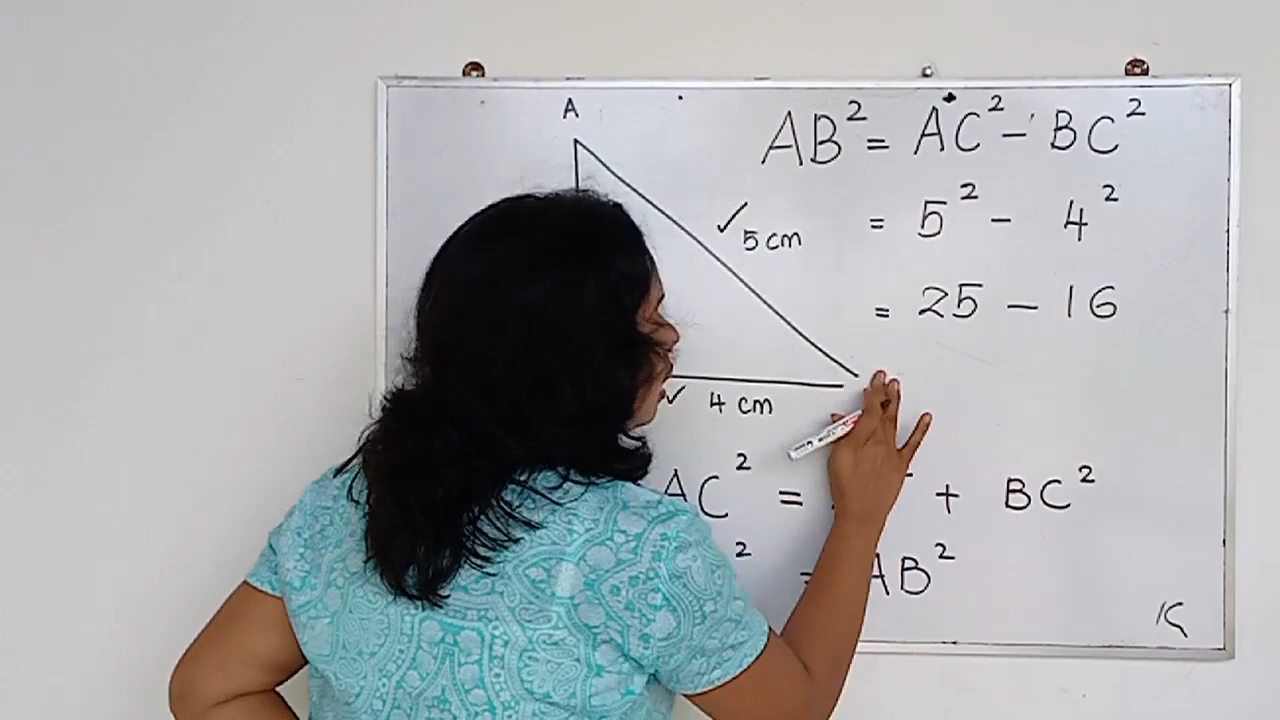 A
AB² = AC² - BC²
= 5² - 4²
✓ 5 cm
= 25 - 16
✓ 4 cm
AC² = + BC²
² = AB²